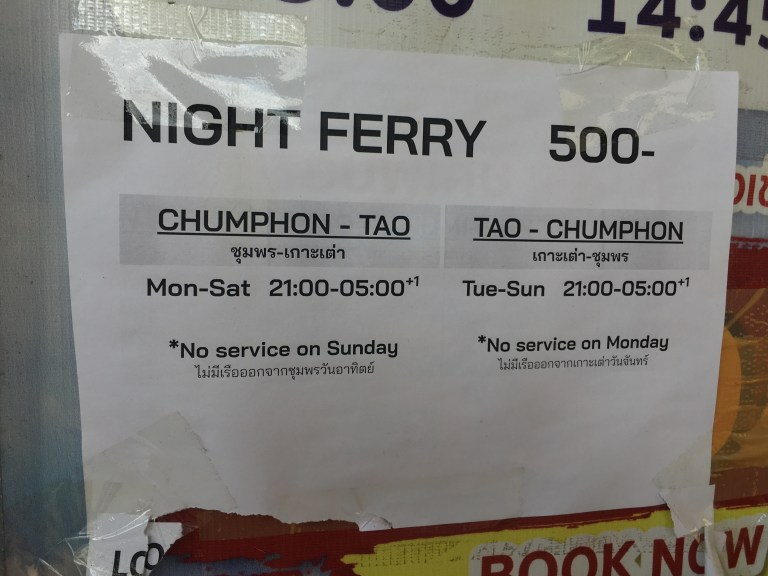 14:45
NIGHT FERRY 500-
CHUMPHON - TAO
ชุมพร-เกาะเต่า
Mon-Sat 21:00-05:00+1
*No service on Sunday
ไม่มีเรือออกจากชุมพรวันอาทิตย์
TAO - CHUMPHON
เกาะเต่า-ชุมพร
Tue-Sun 21:00-05:00+1
*No service on Monday
ไม่มีเรือออกจากเกาะเต่าวันจันทร์
BOOK NOW